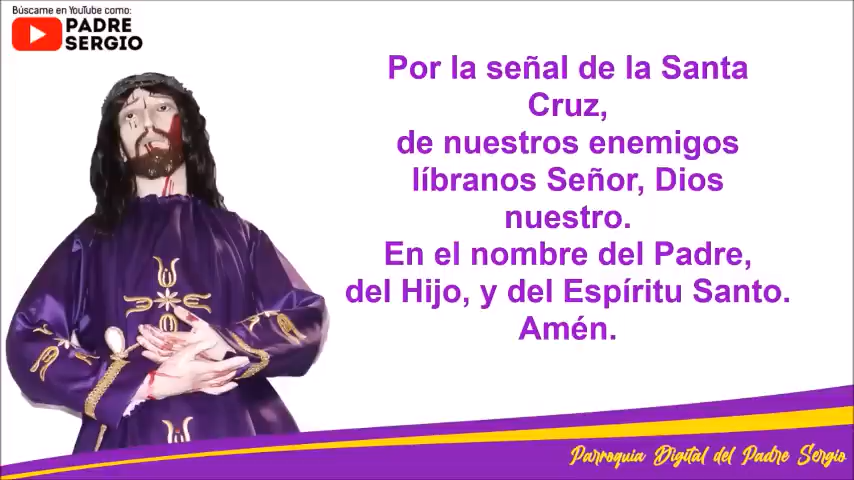 Búscame en YouTube como:
PADRE
SERGIO
Por la señal de la Santa
Cruz,
de nuestros enemigos
líbranos Señor, Dios
nuestro.
En el nombre del Padre,
del Hijo, y del Espíritu Santo.
Amén.
Parroquia Digital del Padre Sergio